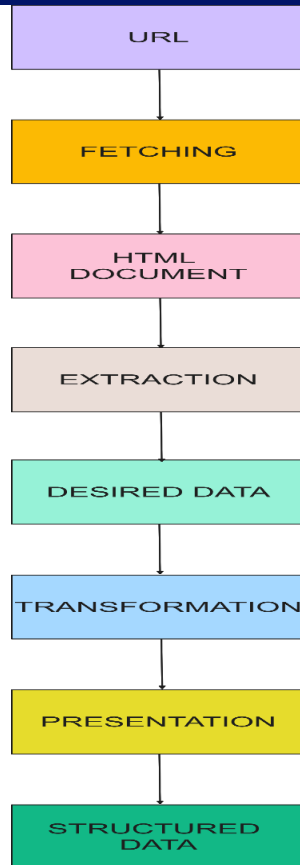 URL
FETCHING
HTML
DOCUMENT
EXTRACTION
DESIRED DATA
TRANSFORMATION
PRESENTATION
STRUCTURED
DATA